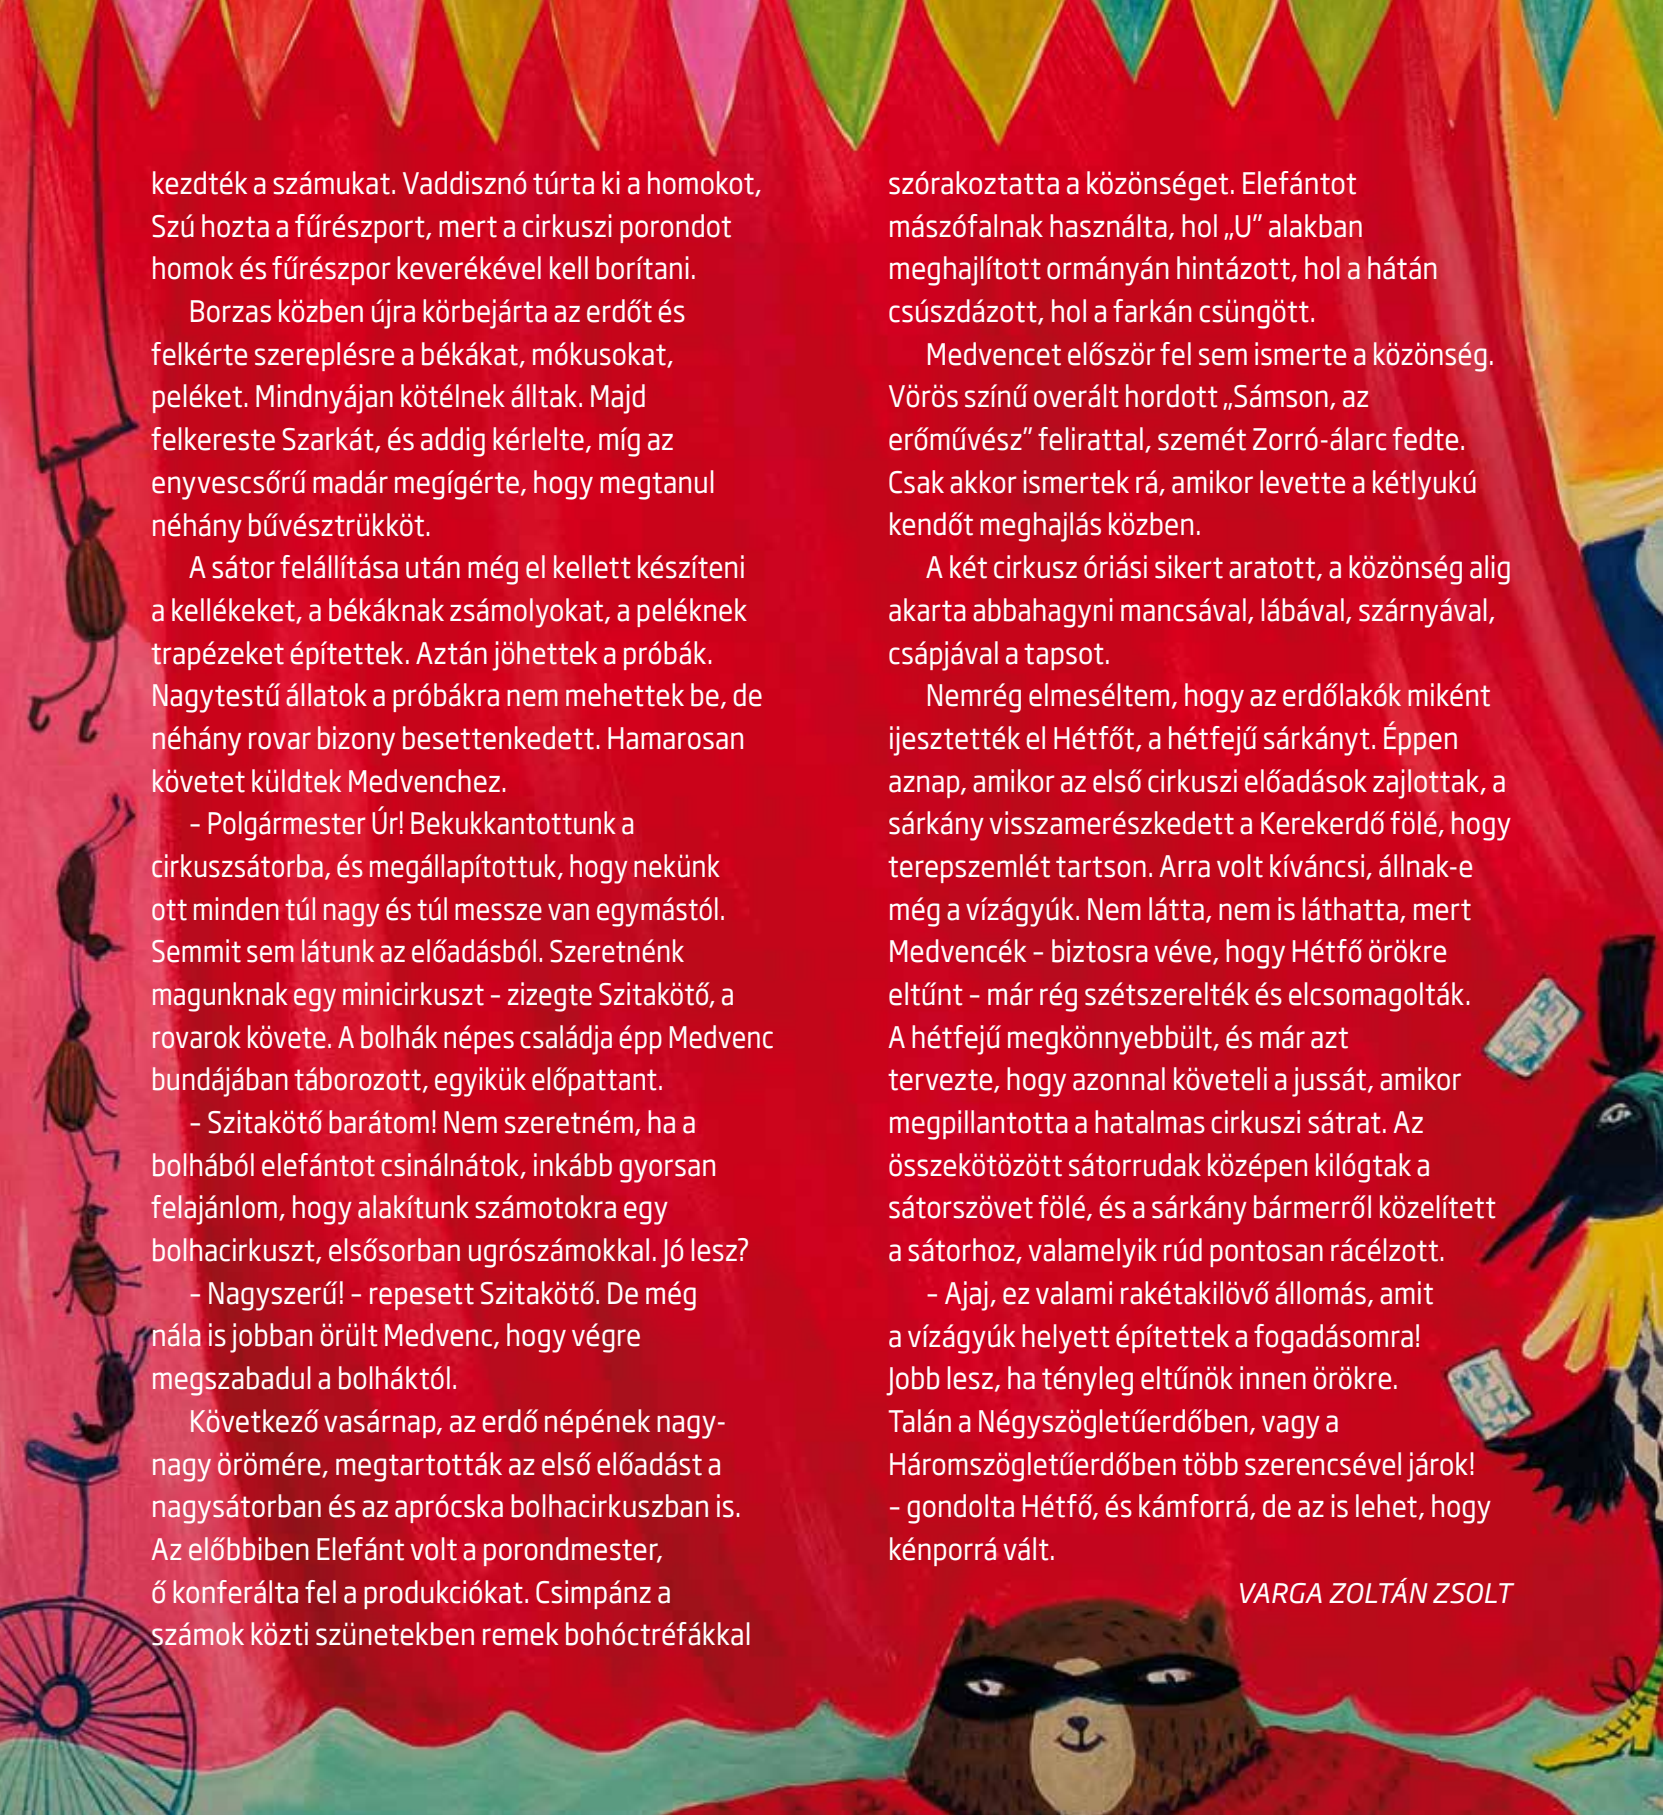 kezdték a számukat. Vaddisznó túrta ki a homokot,
Szú hozta a fűrészport, mert a cirkuszi porondot
homok és fűrészpor keverékével kell borítani.
Borzas közben újra körbejárta az erdőt és
felkérte szereplésre a békákat, mókusokat,
peléket. Mindnyájan kötélnek álltak. Majd
felkereste Szarkát, és addig kérlelte, míg az
enyvescsőrű madár megígérte, hogy megtanul
néhány bűvésztrükköt.
A sátor felállítása után még el kellett készíteni
a kellékeket, a békáknak zsámolyokat, a peléknek
trapézeket építettek. Aztán jöhettek a próbák.
Nagytestű állatok a próbákra nem mehettek be, de
néhány rovar bizony besettenkedett. Hamarosan
követet küldtek Medvenchez.
– Polgármester Úr! Bekukkantottunk a
cirkuszsátorba, és megállapítottuk, hogy nekünk
ott minden túl nagy és túl messze van egymástól.
Semmit sem látunk az előadásból. Szeretnénk
magunknak egy minicirkuszt – zizegte Szitakötő, a
rovarok követe. A bolhák népes családja épp Medvenc
bundájában táborozott, egyikük előpattant.
– Szitakötő barátom! Nem szeretném, ha a
bolhából elefántot csinálnátok, inkább gyorsan
felajánlom, hogy alakítunk számotokra egy
bolhacirkuszt, elsősorban ugrószámokkal. Jó lesz?
– Nagyszerű! – repesett Szitakötő. De még
nála is jobban örült Medvenc, hogy végre
megszabadul a bolháktól.
Következő vasárnap, az erdő népének nagy-
nagy örömére, megtartották az első előadást a
nagysátorban és az aprócska bolhacirkuszban is.
Az előbbiben Elefánt volt a porondmester,
ő konferálta fel a produkciókat. Csimpánz a
számok közti szünetekben remek bohóctréfákkal
szórakoztatta a közönséget. Elefántot
mászófalnak használta, hol „U” alakban
meghajlított ormányán hintázott, hol a hátán
csúszdázott, hol a farkán csüngött.
Medvencet először fel sem ismerte a közönség.
Vörös színű overált hordott „Sámson, az
erőművész” felirattal, szemét Zorró-álarc fedte.
Csak akkor ismertek rá, amikor levette a kétlyukú
kendőt meghajlás közben.
A két cirkusz óriási sikert aratott, a közönség alig
akarta abbahagyni mancsával, lábával, szárnyával,
csápjával a tapsot.
Nemrég elmeséltem, hogy az erdőlakók miként
ijesztették el Hétfőt, a hétfejű sárkányt. Éppen
aznap, amikor az első cirkuszi előadások zajlottak, a
sárkány visszamerészkedett a Kerekerdő fölé, hogy
terepszemlét tartson. Arra volt kíváncsi, állnak-e
még a vízágyúk. Nem látta, nem is láthatta, mert
Medvencék – biztosra véve, hogy Hétfő örökre
eltűnt – már rég szétszerelték és elcsomagolták.
A hétfejű megkönnyebbült, és már azt
tervezte, hogy azonnal követeli a jussát, amikor
megpillantotta a hatalmas cirkuszi sátrat. Az
összekötözött sátorrudak középen kilógtak a
sátorszövet fölé, és a sárkány bármerről közelített
a sátorhoz, valamelyik rúd pontosan rácélzott.
– Ajaj, ez valami rakétakilövő állomás, amit
a vízágyúk helyett építettek a fogadásomra!
Jobb lesz, ha tényleg eltűnök innen örökre.
Talán a Négyszögletűerdőben, vagy a
Háromszögletűerdőben több szerencsével járok!
– gondolta Hétfő, és kámforrá, de az is lehet, hogy
kénporrá vált.
VARGA ZOLTÁN ZSOLT